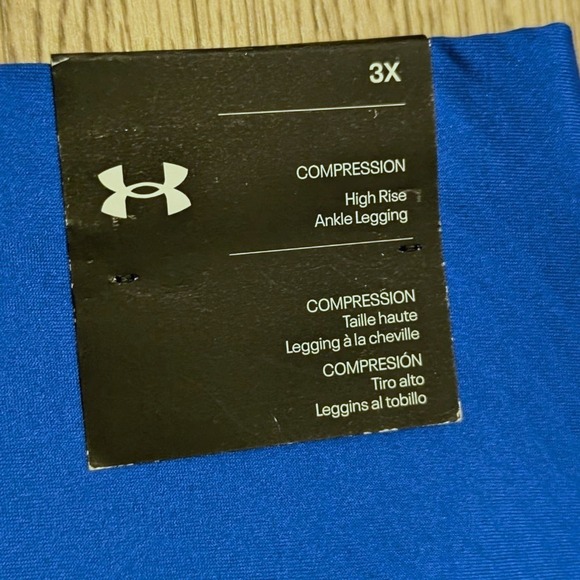 3X
COMPRESSION
High Rise
Ankle Legging
COMPRESSION
Taille haute
Legging à la cheville
COMPRESIÓN
Tiro alto
Leggins al tobillo